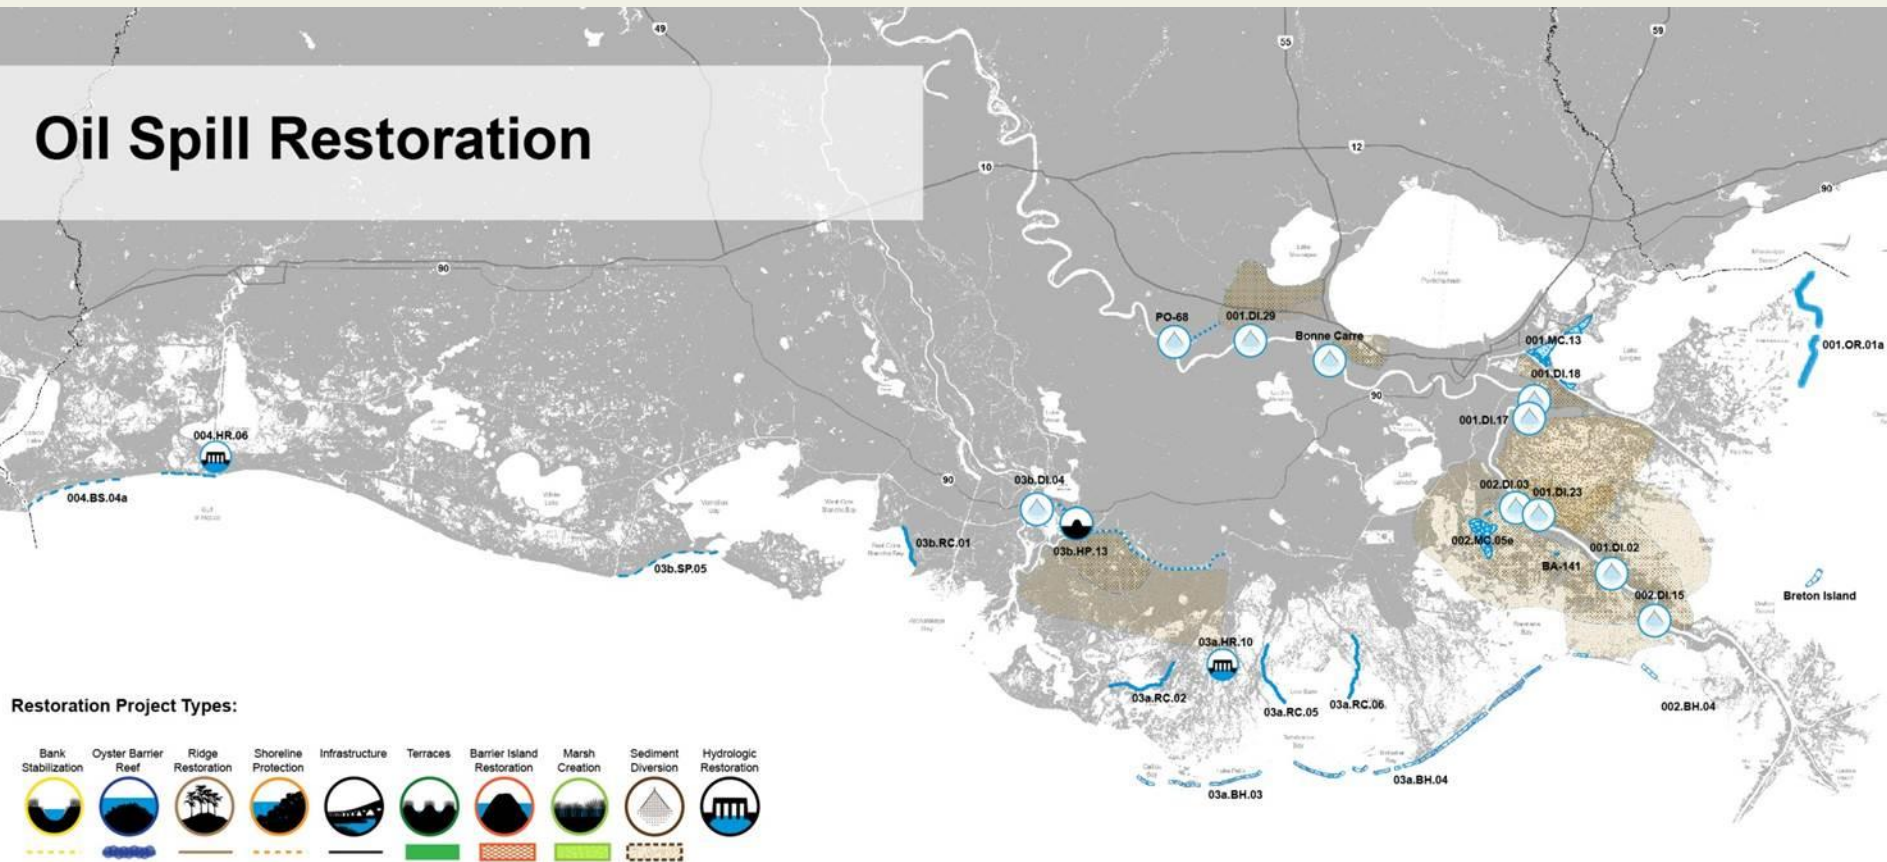 Oil Spill Restoration
49
55
59
12
10
90
90
PO-68
001.DI.29
Bonne Carre
001.MC.13
001.OR.01a
001.DI.18
90
001.DI.17
Lake
Pontchartrain
004.HR.06
004.BS.04a
White
Lake
03b.SP.05
90
03b.RC.01
03b.DI.04
03b.HP.13
002.DI.03
001.DI.23
002.MC.05e
001.DI.02
BA-141
002.DI.15
Breton Island
03a.HR.10
03a.RC.02
03a.RC.05
03a.RC.06
002.BH.04
03a.BH.04
03a.BH.03
Restoration Project Types:
Bank
Stabilization
Oyster Barrier
Reef
Ridge
Restoration
Shoreline
Protection
Infrastructure
Terraces
Barrier Island
Restoration
Marsh
Creation
Sediment
Diversion
Hydrologic
Restoration